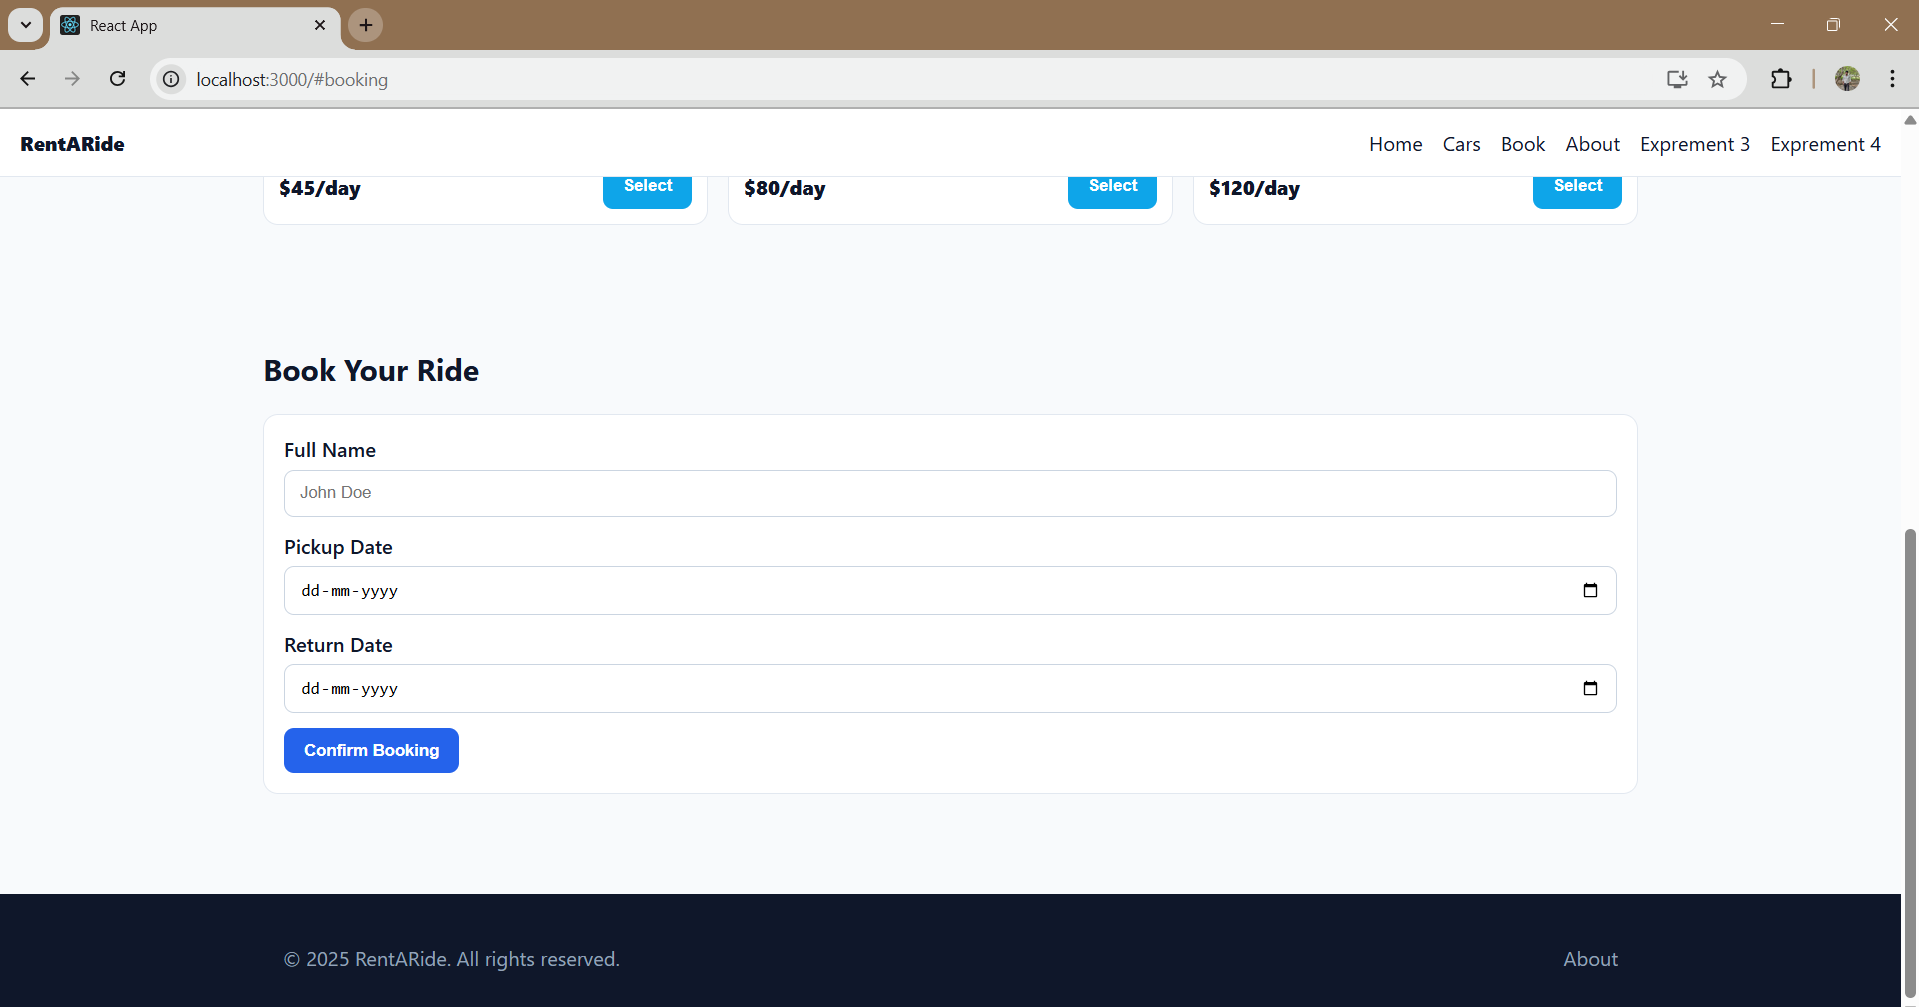 React App
localhost:3000/#booking
RentARide
Home Cars Book About Exprement 3 Exprement 4
$45/day Select $80/day Select $120/day Select
Book Your Ride
Full Name
John Doe
Pickup Date
dd-mm-yyyy
Return Date
dd-mm-yyyy
Confirm Booking
© 2025 RentARide. All rights reserved. About